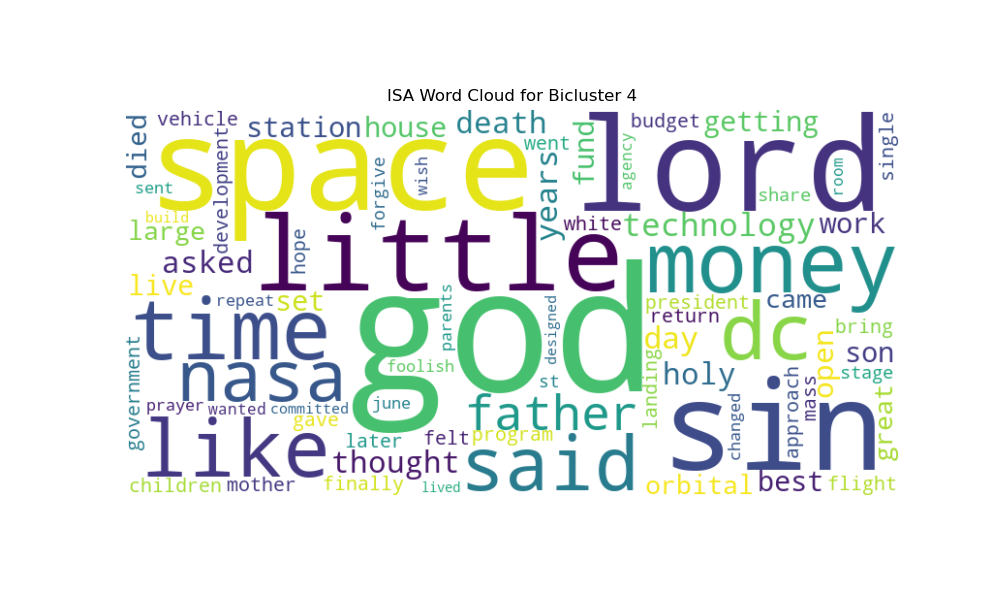 ISA Word Cloud for Bicluster 4
died vehicle station house death went fund agency budget getting single
space lord
sent development forgive wish years share room
build large hope white technology work
asked little money
live repeat set parents designed president came
time god return dc day bring
government nasa foolish st landing holy open son stage
prayer wanted committed june father sin changed approach mass great
like gave later felt program said
thought
children mother finally lived orbital best flight